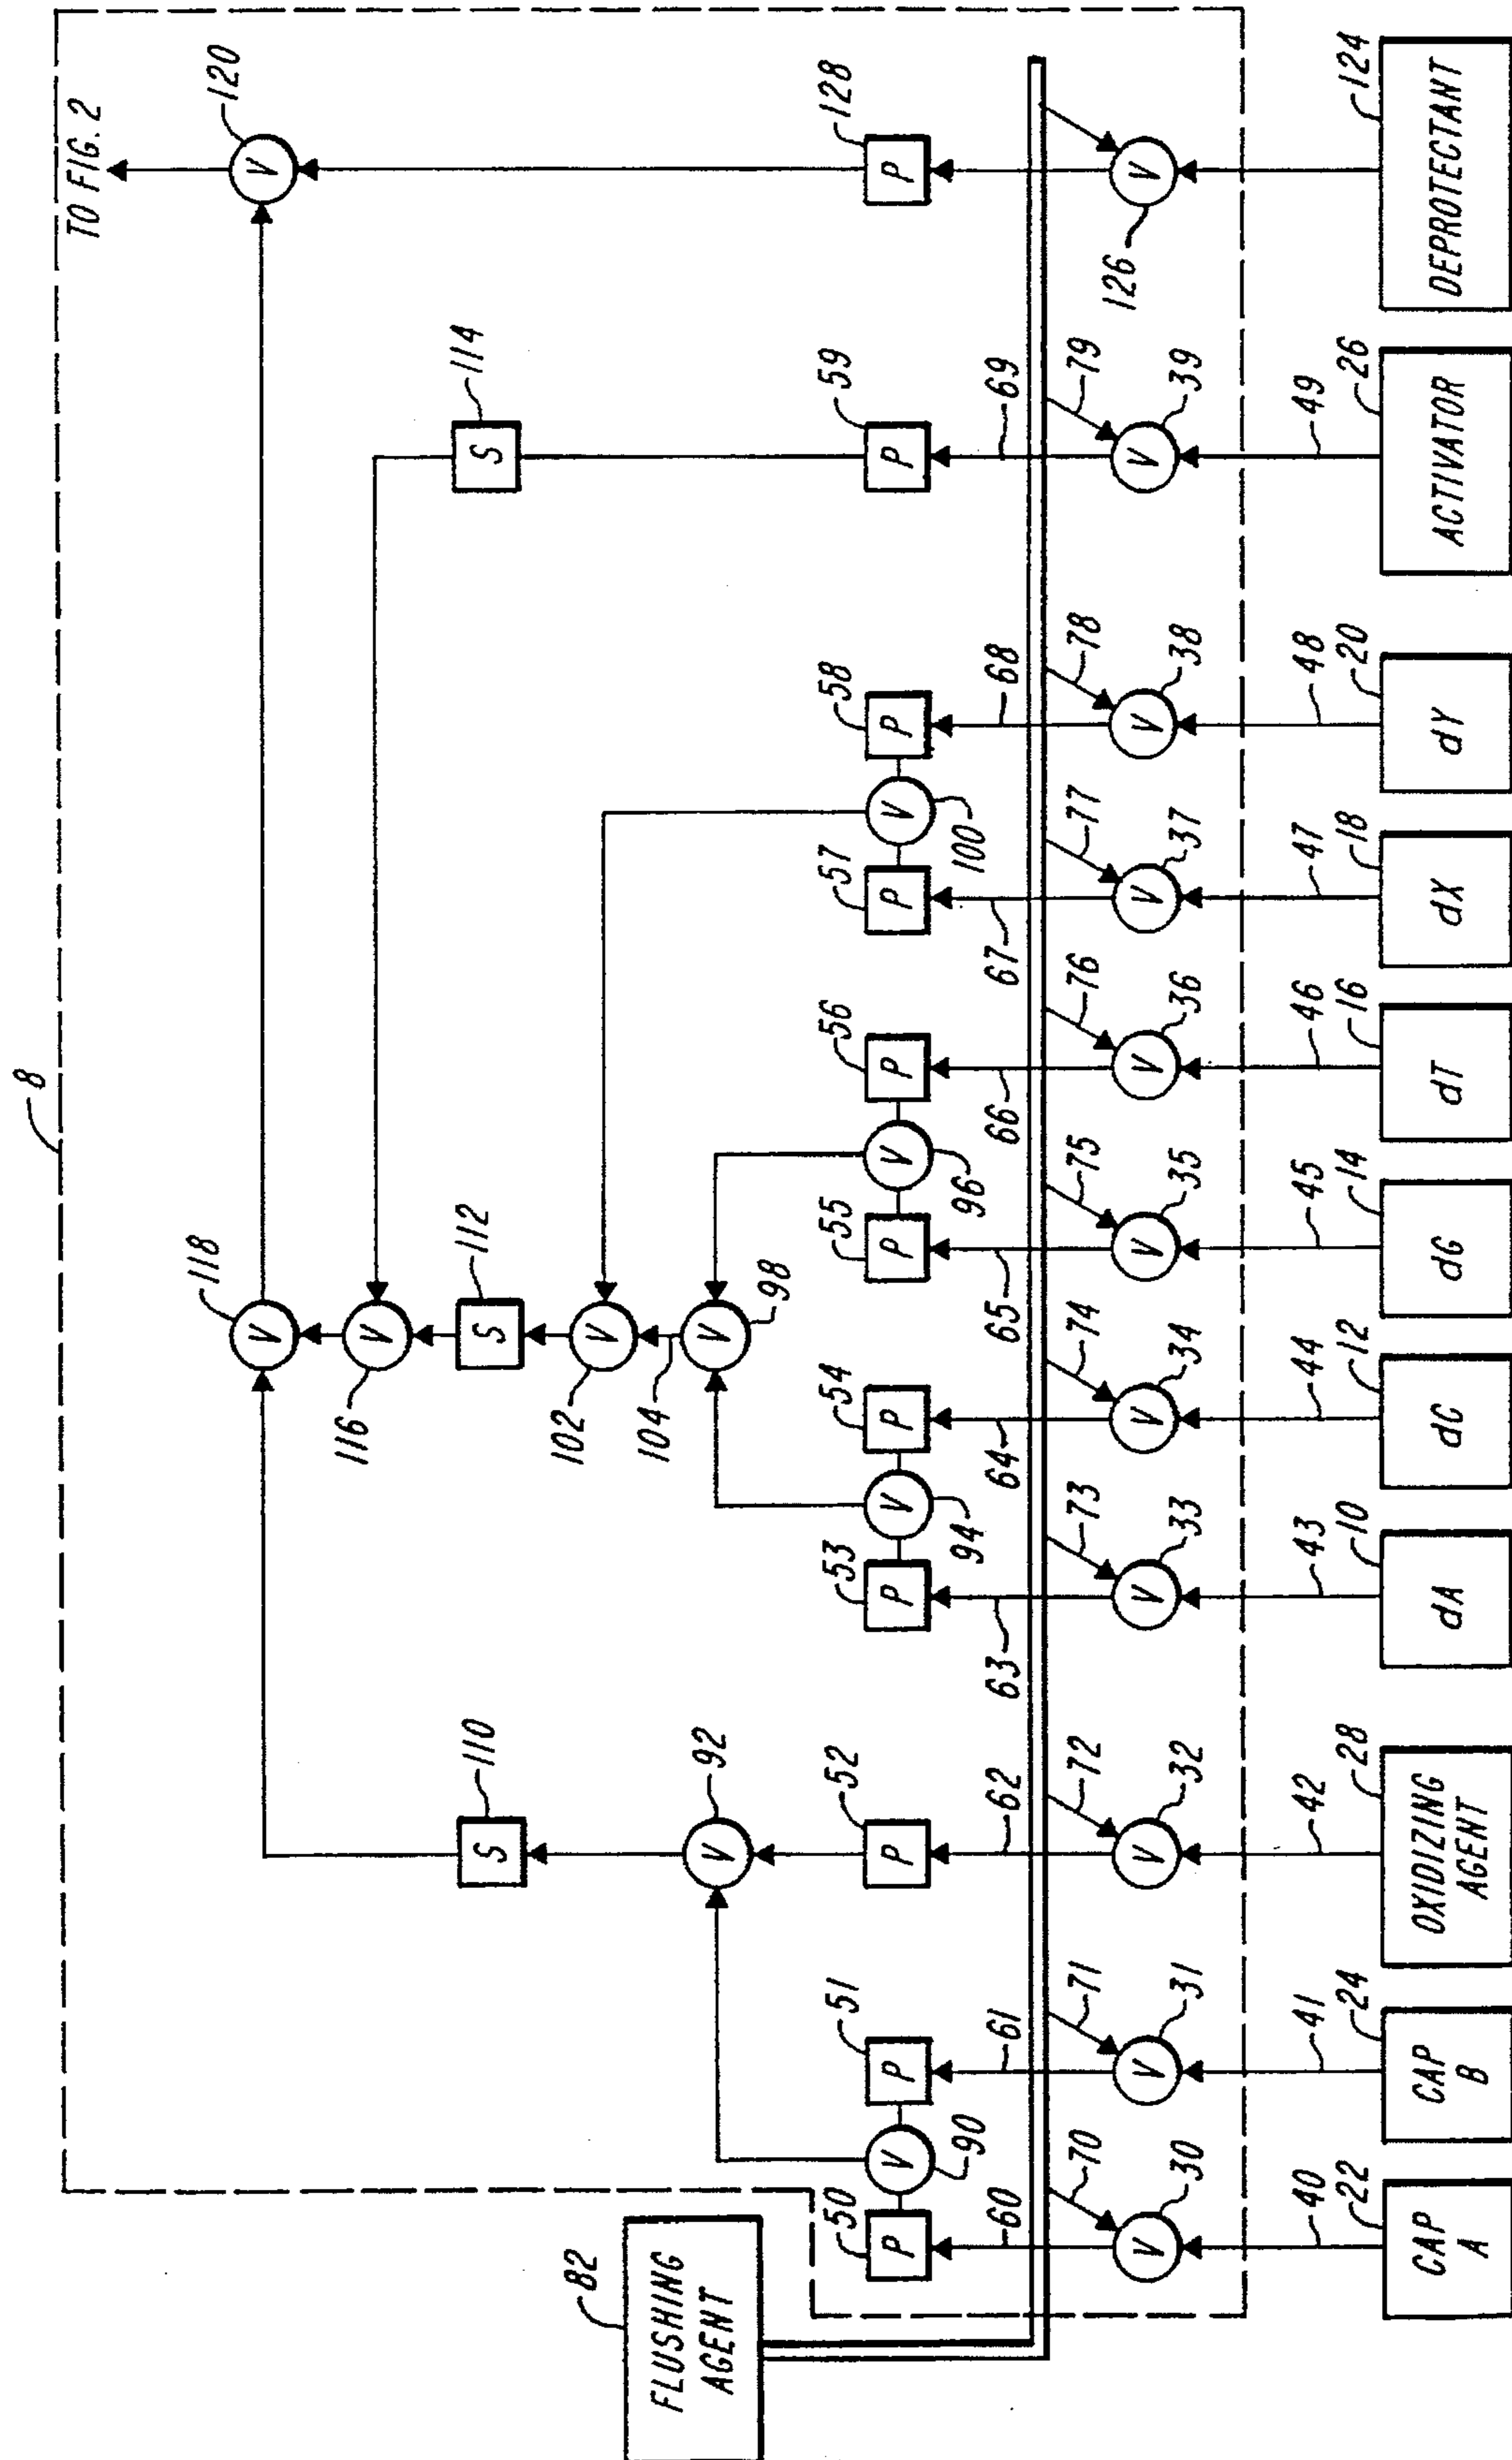 8
TO FIG. 2
118
V
V
120
116
V
110
S
112
S
S
114
102
V
104
92
V
V
98
FLUSHING
AGENT
82
50
P
V
90
51
P
52
P
53
P
V
94
54
P
55
P
V
96
56
P
57
P
V
100
58
P
59
P
P
128
60
61
62
63
64
65
66
67
68
69
70
71
72
73
74
75
76
77
78
79
V
30
V
31
V
32
V
33
V
34
V
35
V
36
V
37
V
38
V
39
V
126
40
41
42
43
44
45
46
47
48
49
22
24
28
10
12
14
16
18
20
26
124
CAP
A
CAP
B
OXIDIZING
AGENT
dA
dC
dG
dT
dX
dY
ACTIVATOR
DEPROTECTANT